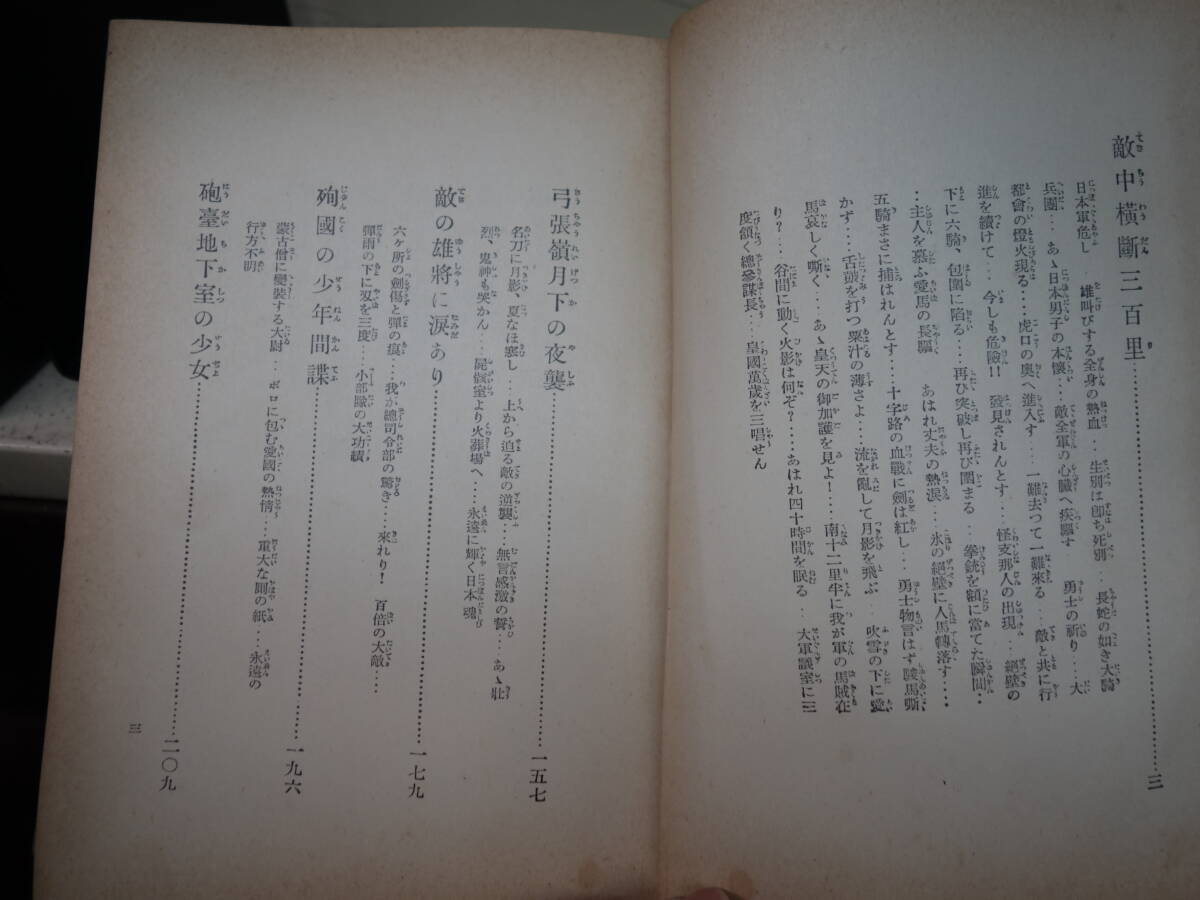 敵中橫斷三百里……三
日本軍危し…雄叫びする全身の熱血…生別は卽ち死別…長蛇の如き大騎
兵團…あゝ日本男子の本懷…敵全軍の心臟へ疾驅す…勇士の祈り…大
都會の燈火現る…虎口の奧へ進入す…一難去つて一難來る…敵と共に行
進を續けて…今しも危險!!發見されんとす…怪支那人の出現…絕壁の
下に六騎、包圍に陷る…再び突破し再び圍まる…拳銃を額に當てた瞬間…
…主人を慕ふ愛馬の長驅…あはれ丈夫の熱淚…氷の絕壁に人馬轉落す…
五騎まさに捕はれんとす…十字路の血戰に劍は紅し…勇士物言はず駿馬嘶
かず…舌鼓を打つ粟汁の薄さよ…流を亂して月影を飛ぶ…吹雪の下に愛
馬哀しく嘶く…あゝ皇天の御加護を見よ!…南十二里半に我が軍の馬賊在
り?…谷間に動く火影は何ぞ?…あはれ四十時間を眠る…大軍議室に三
度頷く總參謀長…皇國萬歲を三唱せん
弓張嶺月下の夜襲……一五七
名刀に月影、夏なほ寒し…上から迫る敵の逆襲…無言感激の誓…あゝ壯
烈、鬼神も哭かん…屍骸室より火葬場へ…永遠に輝く日本魂
敵の雄將に淚あり……一七九
六ヶ所の劍傷と彈の痕…我が總司令部の驚き…來れり!百倍の大敵…
彈雨の下に刄を三度…小部隊の大功績
殉國の少年間諜……一九六
蒙古僧に變裝する大尉…ボロに包む愛國の熱情…重大な厠の紙…永遠の
行方不明
砲臺地下室の少女……二〇九
三